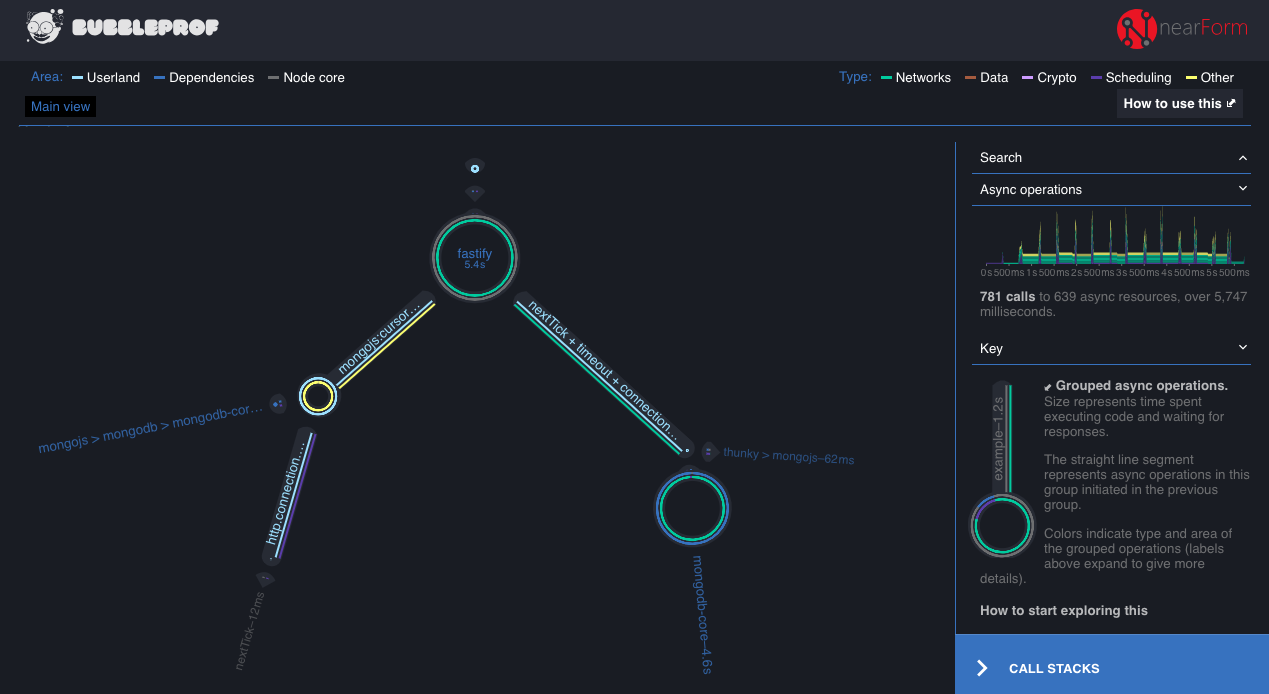 BUBBLEPROF
nearForm
Area: Userland Dependencies Node core
Type: Networks Data Crypto Scheduling Other
Main view
How to use this
Search
Async operations
0s 500ms 1s 500ms 2s 500ms 3s 500ms 4s 500ms 5s 500ms
781 calls to 639 async resources, over 5,747
milliseconds.
Key
Grouped async operations.
Size represents time spent
executing code and waiting for
responses.
The straight line segment
represents async operations in this
group initiated in the previous
group.
Colors indicate type and area of
the grouped operations (labels
above expand to give more
details).
example–1.2s
How to start exploring this
CALL STACKS
fastify
5.4s
mongojs:cursor…
nextTick + timeout + connection…
mongojs > mongodb > mongodb-cor…
thunky > mongojs–62ms
http.connection…
nextTick–12ms
mongodb-core–4.6s